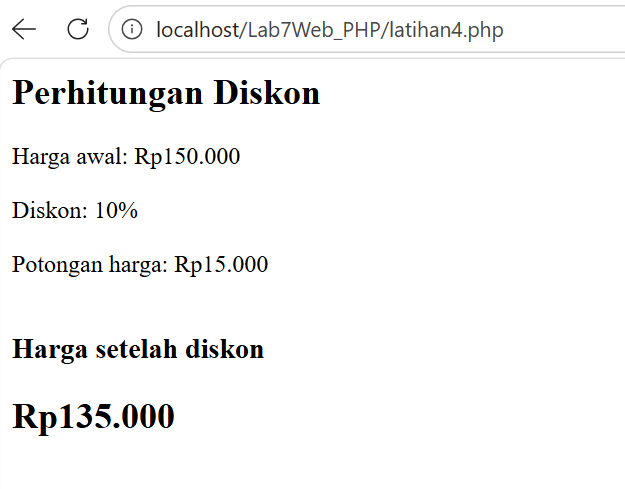 localhost/Lab7Web_PHP/latihan4.php
Perhitungan Diskon
Harga awal: Rp150.000
Diskon: 10%
Potongan harga: Rp15.000
Harga setelah diskon
Rp135.000